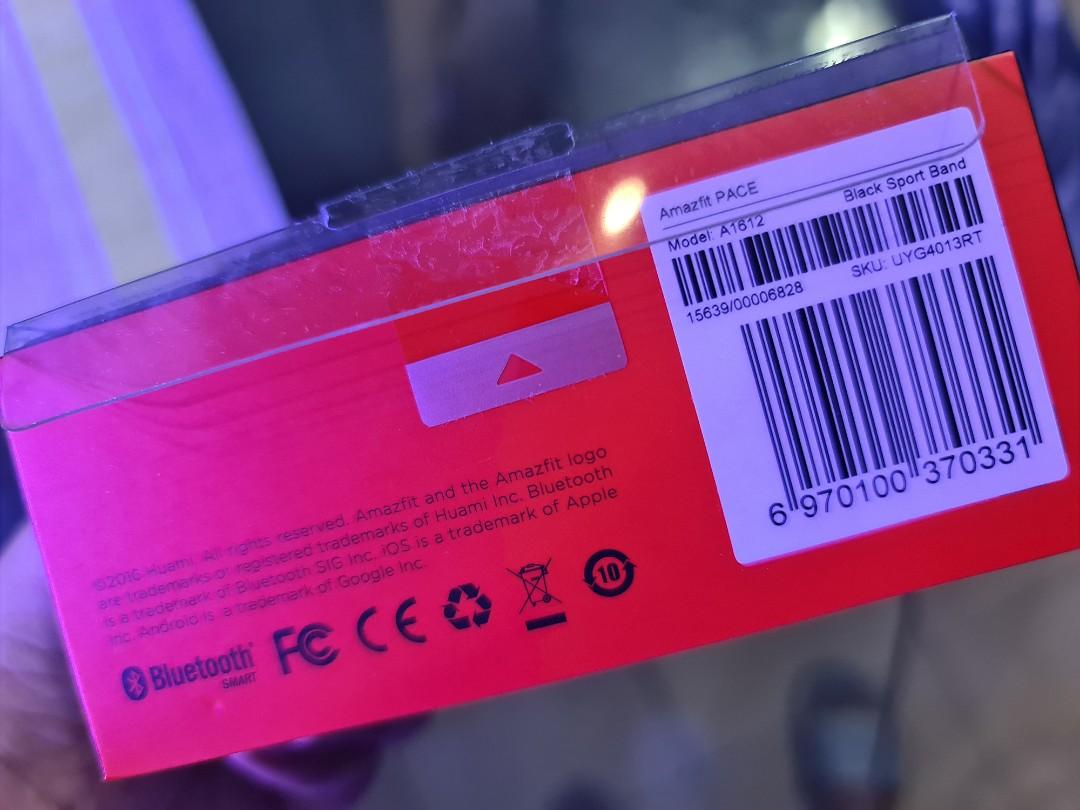 Amazfit PACE
Model: A1612 Black Sport Band
15639/00006828 SKU: UYG4013RT
6 970100 370331
©2016 Huami. All rights reserved. Amazfit and the Amazfit logo
are trademarks or registered trademarks of Huami Inc. Bluetooth
is a trademark of Bluetooth SIG Inc. iOS is a trademark of Apple
Inc. Android is a trademark of Google Inc.
Bluetooth®
SMART
FC CE 10